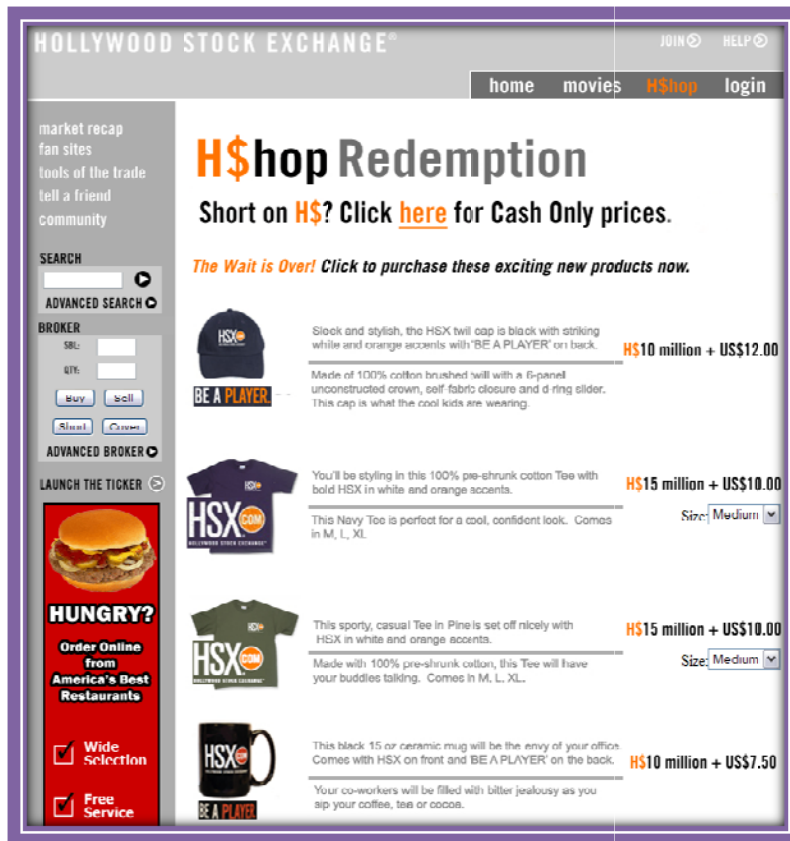 HOLLYWOOD STOCK EXCHANGE®
JOIN
HELP
home movies H$hop login
market recap
fan sites
tools of the trade
tell a friend
community
SEARCH
ADVANCED SEARCH
BROKER
SBL:
QTY:
Buy Sell
Short Cover
ADVANCED BROKER
LAUNCH THE TICKER
HUNGRY?
Order Online
from
America's Best
Restaurants
Wide
Selection
Free
Service
H$hop Redemption
Short on H$? Click here for Cash Only prices.
The Wait is Over! Click to purchase these exciting new products now.
HSX.COM
BE A PLAYER.
Sleek and stylish, the HSX twill cap is black with striking
white and orange accents with 'BE A PLAYER' on back.
Made of 100% cotton brushed twill with a 6-panel
unconstructed crown, self-fabric closure and d-ring slider.
This cap is what the cool kids are wearing.
H$10 million + US$12.00
HSX.COM
HSX.COM
HOLLYWOOD STOCK EXCHANGE®
You'll be styling in this 100% pre-shrunk cotton Tee with
bold HSX in white and orange accents.
This Navy Tee is perfect for a cool, confident look. Comes
in M, L, XL
H$15 million + US$10.00
Size: Medium
HSX.COM
HSX.COM
HOLLYWOOD STOCK EXCHANGE®
This sporty, casual Tee in Pine is set off nicely with
HSX in white and orange accents.
Made with 100% pre-shrunk cotton, this Tee will have
your buddies talking. Comes in M, L, XL.
H$15 million + US$10.00
Size: Medium
HSX.COM
BE A PLAYER.
This black 15 oz ceramic mug will be the envy of your office.
Comes with HSX on front and 'BE A PLAYER' on the back.
Your co-workers will be filled with bitter jealousy as you
sip your coffee, tea or cocoa.
H$10 million + US$7.50